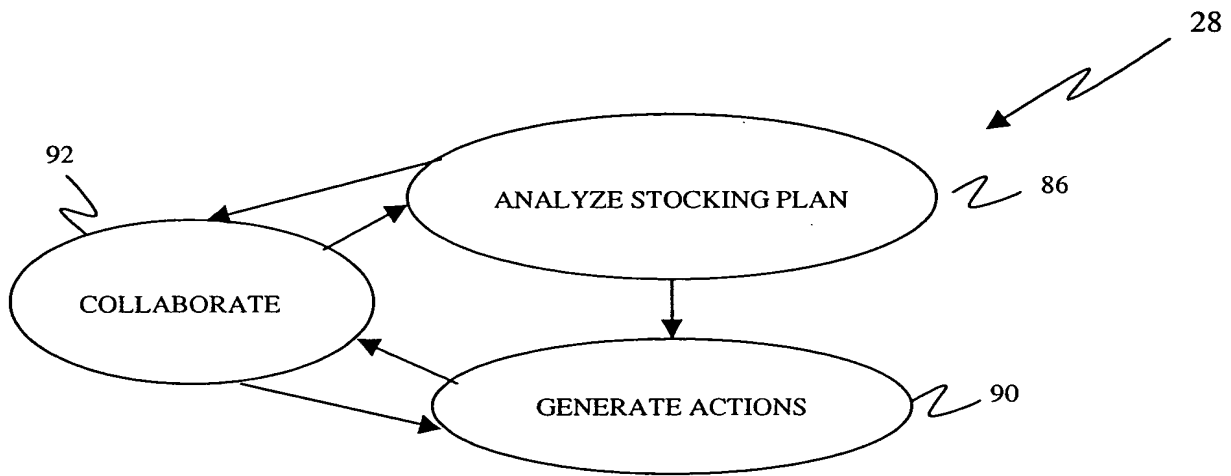 28
92
ANALYZE STOCKING PLAN
86
COLLABORATE
GENERATE ACTIONS
90